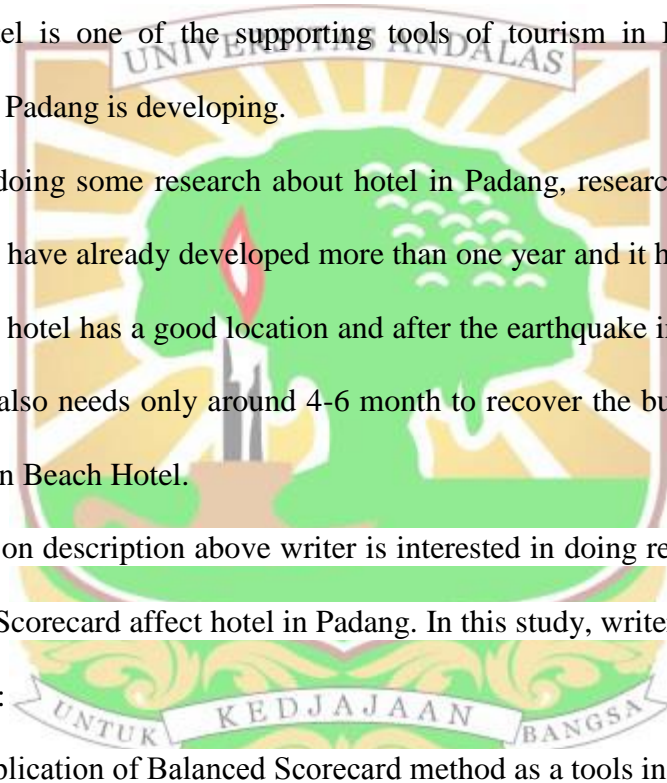 el is one of the supporting tools of tourism in
UNIVERSITAS ANDALAS
Padang is developing.
doing some research about hotel in Padang, researc
have already developed more than one year and it h
hotel has a good location and after the earthquake i
also needs only around 4-6 month to recover the bu
n Beach Hotel.
on description above writer is interested in doing re
Scorecard affect hotel in Padang. In this study, write
:
UNTUK KEDJAJAAN BANGSA
plication of Balanced Scorecard method as a tools in